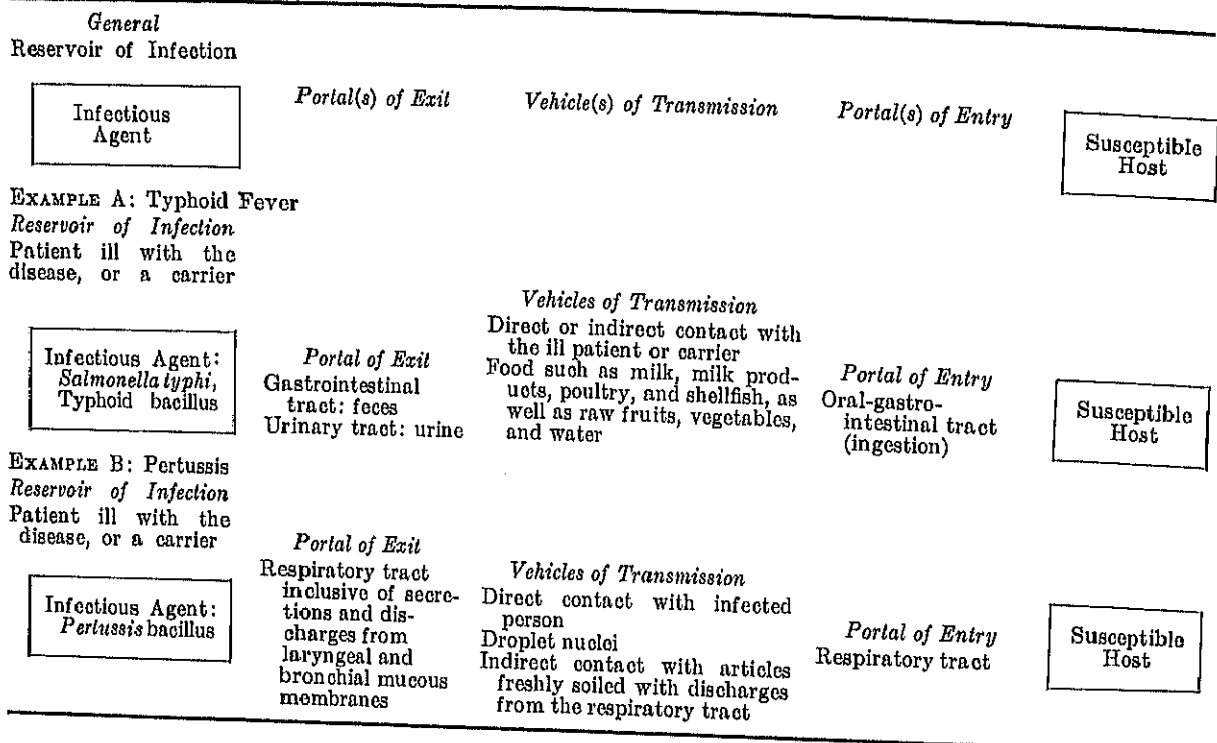 General
Reservoir of Infection
Infectious
Agent
Portal(s) of Exit
Vehicle(s) of Transmission
Portal(s) of Entry
Susceptible
Host
EXAMPLE A: Typhoid Fever
Reservoir of Infection
Patient ill with the
disease, or a carrier
Infectious Agent:
Salmonella typhi,
Typhoid bacillus
Portal of Exit
Gastrointestinal
tract: feces
Urinary tract: urine
Vehicles of Transmission
Direct or indirect contact with
the ill patient or carrier
Food such as milk, milk prod-
ucts, poultry, and shellfish, as
well as raw fruits, vegetables,
and water
Portal of Entry
Oral-gastro-
intestinal tract
(ingestion)
Susceptible
Host
EXAMPLE B: Pertussis
Reservoir of Infection
Patient ill with the
disease, or a carrier
Infectious Agent:
Pertussis bacillus
Portal of Exit
Respiratory tract
inclusive of secre-
tions and dis-
charges from
laryngeal and
bronchial mucous
membranes
Vehicles of Transmission
Direct contact with infected
person
Droplet nuclei
Indirect contact with articles
freshly soiled with discharges
from the respiratory tract
Portal of Entry
Respiratory tract
Susceptible
Host